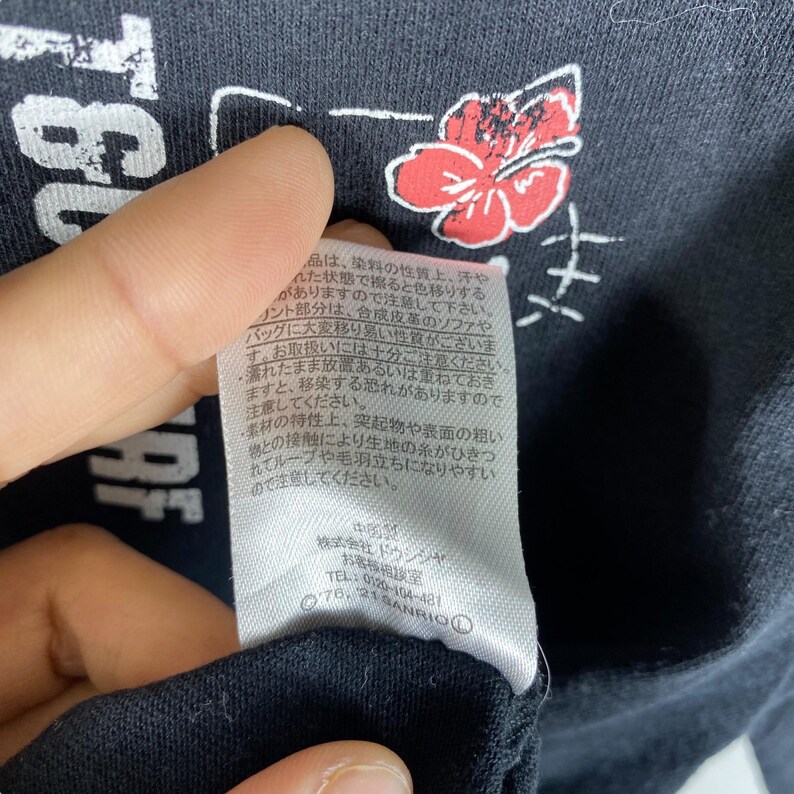 品は、染料の性質上、汗や
れた状態で擦ると色移りする
がありますので注意して下さい。
リント部分は、合成皮革のソファや
バッグに大変移り易い性質がございま
す。お取扱いには十分ご注意ください。
・濡れたまま放置あるいは重ねておき
ますと、移染する恐れがありますので
注意してください。
・素材の特性上、突起物や表面の粗い
物との接触により生地の糸がひきつ
れてループや毛羽立ちになりやすい
ので注意してください。
中国製
株式会社 ドウシシャ
お客様相談室
TEL: 0120-104-481
© '76, '21 SANRIO Ⓛ